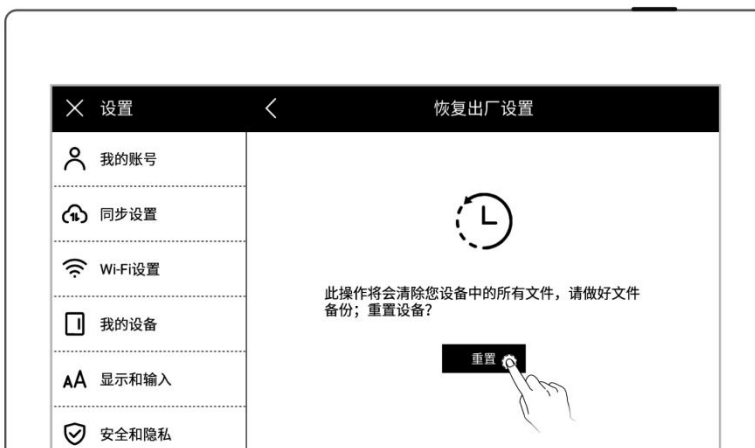 设置
恢复出厂设置
我的账号
同步设置
Wi-Fi设置
我的设备
显示和输入
安全和隐私
此操作将会清除您设备中的所有文件，请做好文件
备份；重置设备？
重置